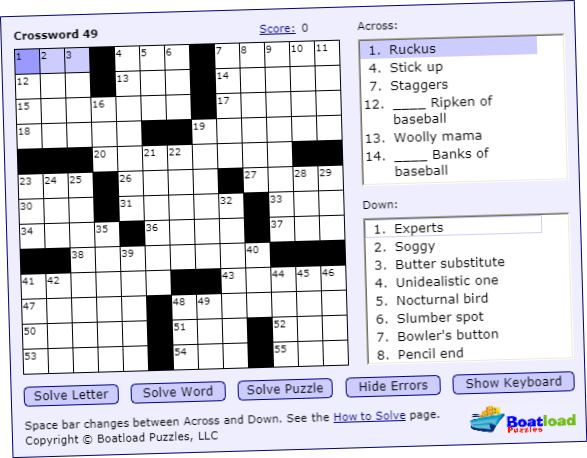 Crossword 49
Score: 0
1 2 3 4 5 6 7 8 9 10 11
12 13 14
15 16 17
18 19
20 21 22
23 24 25 26 27 28 29
30 31 32 33
34 35 36 37
38 39 40
41 42 43 44 45 46
47 48 49
50 51 52
53 54 55
Across:
1. Ruckus
4. Stick up
7. Staggers
12. ____ Ripken of
baseball
13. Woolly mama
14. ____ Banks of
baseball
Down:
1. Experts
2. Soggy
3. Butter substitute
4. Unidealistic one
5. Nocturnal bird
6. Slumber spot
7. Bowler's button
8. Pencil end
Solve Letter
Solve Word
Solve Puzzle
Hide Errors
Show Keyboard
Space bar changes between Across and Down. See the How to Solve page.
Copyright © Boatload Puzzles, LLC
Boatload
Puzzles